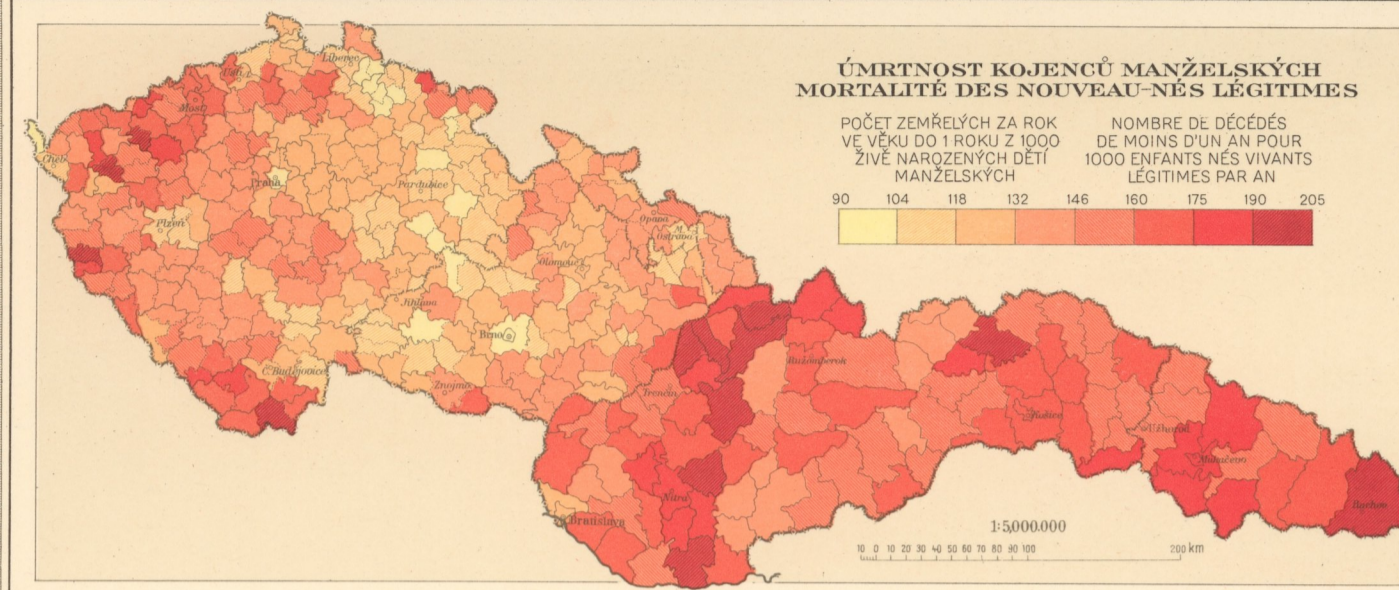 ÚMRTNOST KOJENCŮ MANŽELSKÝCH
MORTALITÉ DES NOUVEAU-NÉS LÉGITIMES
POČET ZEMŘELÝCH ZA ROK
VE VĚKU DO 1 ROKU Z 1000
ŽIVĚ NAROZENÝCH DĚTÍ
MANŽELSKÝCH
NOMBRE DE DÉCÉDÉS
DE MOINS D'UN AN POUR
1000 ENFANTS NÉS VIVANTS
LÉGITIMES PAR AN
90 104 118 132 146 160 175 190 205
Liberec
Ústí
Most
Cheb
Praha
Pardubice
Plzeň
Opava
M.
Ostrava
Olomouc
Jihlava
Brno
Č. Budějovice
Znojmo
Ružomberok
Trenčín
Košice
Užhorod
Mukačevo
Nitra
Rachov
Bratislava
1:5,000.000
10 0 10 20 30 40 50 60 70 80 90 100 200 km